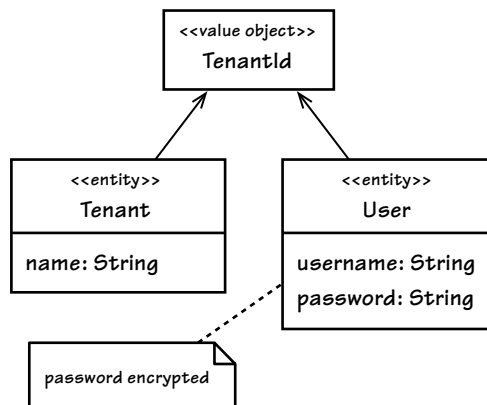 <<value object>>
TenantId
<<entity>>
Tenant
name: String
<<entity>>
User
username: String
password: String
password encrypted